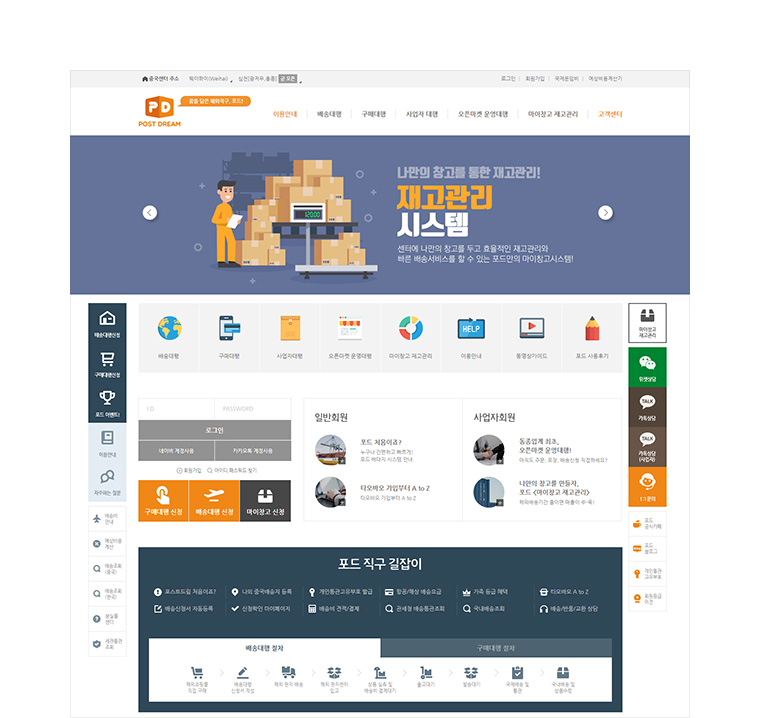 중국센터 주소 웨이하이(Weihai) 심천[광저우,홍콩] 곧 오픈
로그인 | 회원가입 | 국제운임비 | 예상비용계산기
PD
POST DREAM
꿈을 담은 해외직구, 포드!
이용안내 배송대행 구매대행 사업자 대행 오픈마켓 운영대행 마이창고 재고관리 고객센터
나만의 창고를 통한 재고관리!
재고관리
시스템
센터에 나만의 창고를 두고 효율적인 재고관리와
빠른 배송서비스를 할 수 있는 포드만의 마이창고시스템!
120.00
배송대행신청
구매대행신청
포드 이벤트!
이용안내
자주하는 질문
배송비
안내
예상비용
계산
배송조회
(중국)
배송조회
(한국)
분실물
센터
세관통관
조회
HELP
배송대행 구매대행 사업자대행 오픈마켓 운영대행 마이창고 재고관리 이용안내 동영상가이드 포드 사용후기
I.D PASSWORD
로그인
네이버 계정사용 카카오톡 계정사용
회원가입 아이디 패스워드 찾기
구매대행 신청 배송대행 신청 마이창고 신청
일반회원
포드 처음이죠?
누구나 간편하고 빠르게!
포드 배대지 시스템 안내
타오바오 가입부터 A to Z
타오바오 가입부터 A to Z
사업자회원
동종업계 최초,
오픈마켓 운영대행!
아직도 주문, 포장, 배송신청 직접하세요?
나만의 창고를 만든자,
포드 <마이창고 재고관리>
해외배송기간 줄이면 매출이 쑤-욱!
마이창고
재고관리
위챗상담
TALK
카톡상담
TALK
카톡상담
(사업자)
1:1 문의
포드
공식카페
포드
블로그
개인통관
고유부호
회원등급
이전
포드 직구 길잡이
포스트드림 처음이죠? 나의 중국배송지 등록 개인통관고유부호 발급 항공/해상 배송요금 가족 등급 혜택 타오바오 A to Z
배송신청서 자동등록 신청확인 마이페이지 배송비 견적/결제 관세청 배송통관조회 국내배송조회 배송/반품/교환 상담
배송대행 절차 구매대행 절차
해외쇼핑몰
직접 구매
배송대행
신청서 작성
해외 현지 배송
해외 현지센터
입고
상품 실측 및
배송비 결제대기
출고대기
발송대기
국제배송 및
통관
국내배송 및
상품수령